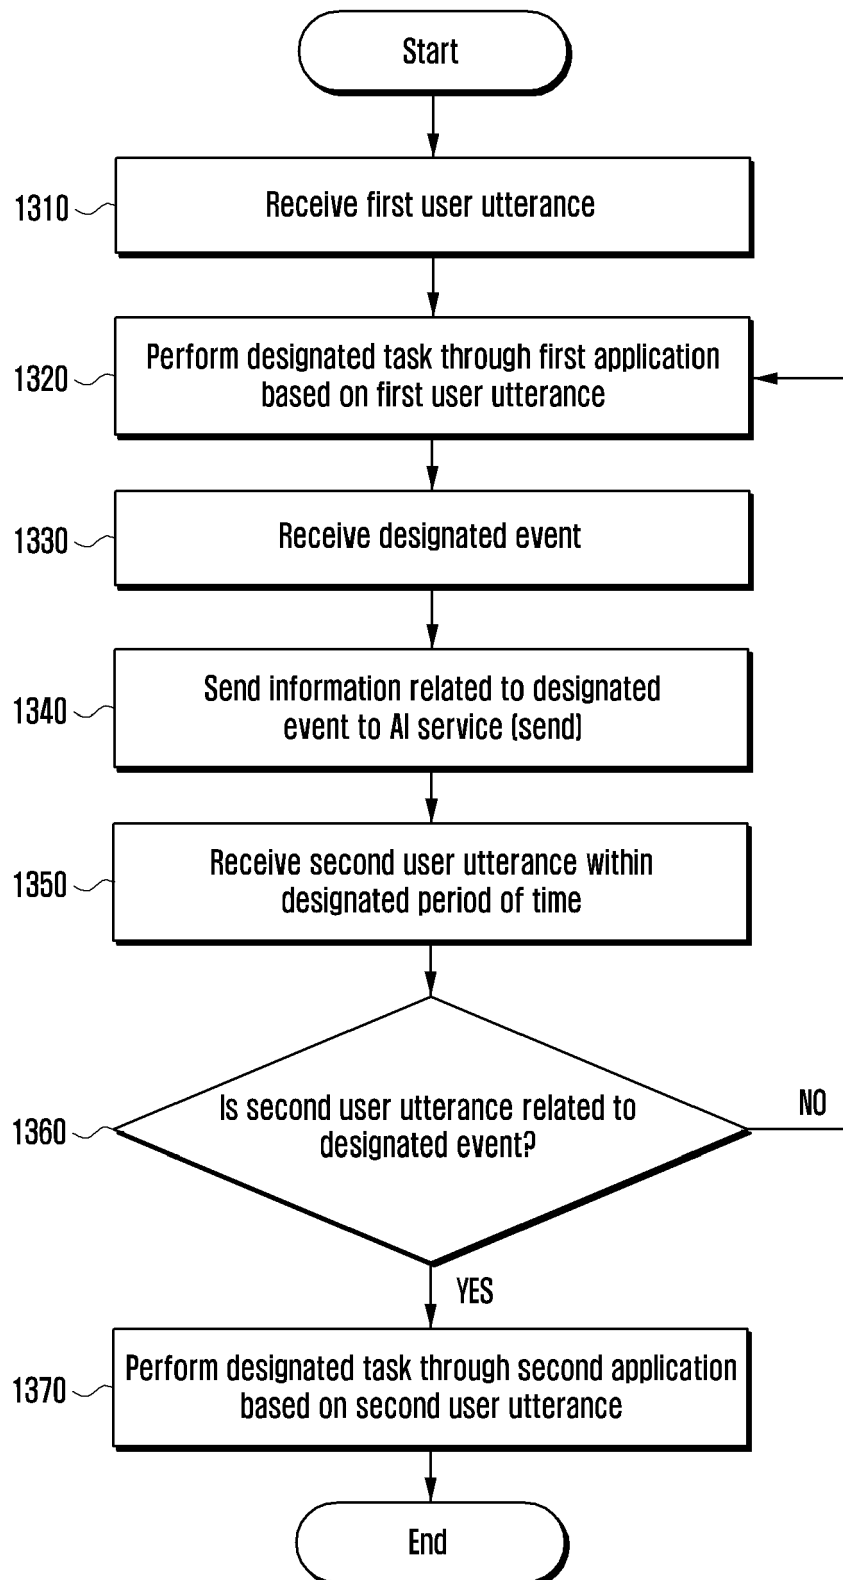 Start
1310
Receive first user utterance
1320
Perform designated task through first application
based on first user utterance
1330
Receive designated event
1340
Send information related to designated
event to AI service (send)
1350
Receive second user utterance within
designated period of time
1360
Is second user utterance related to
designated event?
NO
YES
1370
Perform designated task through second application
based on second user utterance
End